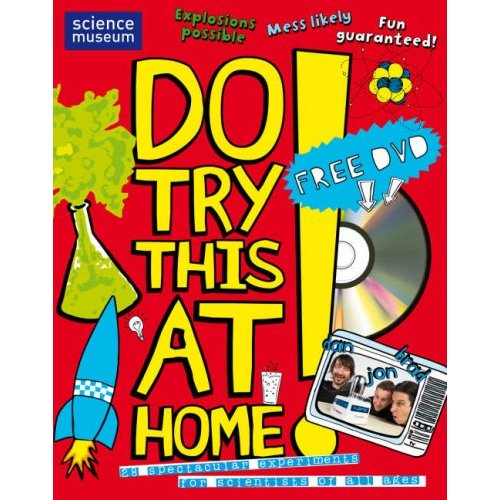 science
museum
Explosions
possible
Mess likely
Fun
guaranteed!
DO
TRY
THIS
AT
HOME!
FREE DVD
dan
jon
brad
28 spectacular experiments
for scientists of all ages